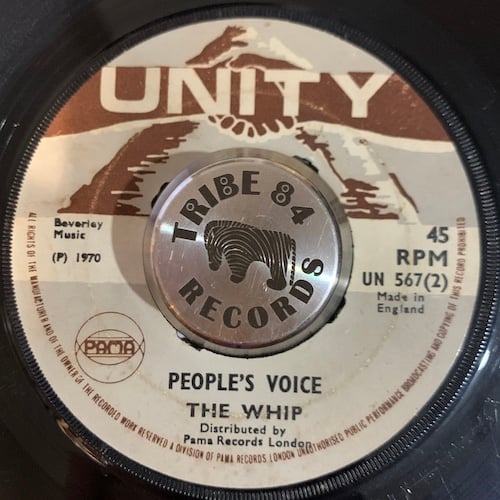 UNITY
TRIBE 84
RECORDS
Beverley
Music
(P) 1970
45
RPM
UN 567(2)
Made in
England
PAMA
PEOPLE'S VOICE
THE WHIP
Distributed by
Pama Records London
ALL RIGHTS OF THE MANUFACTURER AND OF THE OWNER OF THE RECORDED WORK RESERVED A DIVISION OF PAMA RECORDS LONDON UNAUTHORISED PUBLIC PERFORMANCE BROADCASTING AND COPYING OF THIS RECORD PROHIBITED